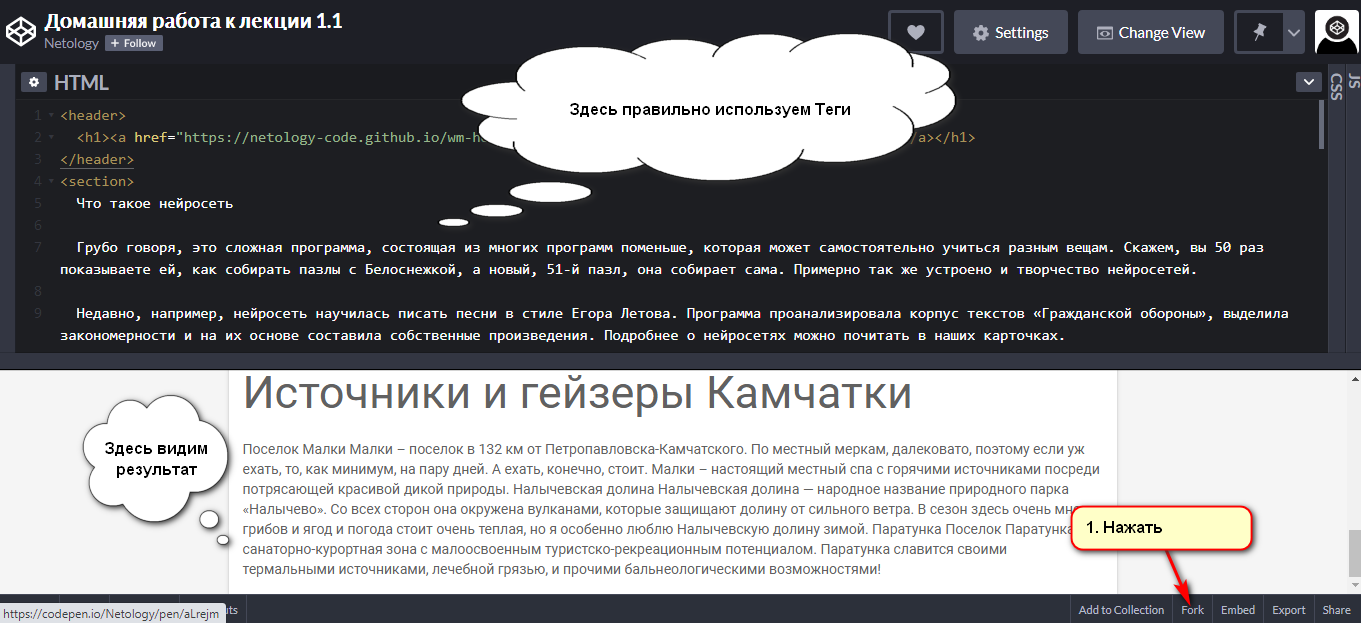 Домашняя работа к лекции 1.1
Netology + Follow
Settings
Change View
HTML
CSS
JS
Здесь правильно используем Теги
1 <header>
2 <h1><a href="https://netology-code.github.io/wm- /a></h1>
3 </header>
4 <section>
5 Что такое нейросеть
6
7 Грубо говоря, это сложная программа, состоящая из многих программ поменьше, которая может самостоятельно учиться разным вещам. Скажем, вы 50 раз
показываете ей, как собирать пазлы с Белоснежкой, а новый, 51-й пазл, она собирает сама. Примерно так же устроено и творчество нейросетей.
8
9 Недавно, например, нейросеть научилась писать песни в стиле Егора Летова. Программа проанализировала корпус текстов «Гражданской обороны», выделила
закономерности и на их основе составила собственные произведения. Подробнее о нейросетях можно почитать в наших карточках.
Здесь видим
результат
Источники и гейзеры Камчатки
Поселок Малки Малки – поселок в 132 км от Петропавловска-Камчатского. По местный меркам, далековато, поэтому если уж
ехать, то, как минимум, на пару дней. А ехать, конечно, стоит. Малки – настоящий местный спа с горячими источниками посреди
потрясающей красивой дикой природы. Налычевская долина Налычевская долина — народное название природного парка
«Налычево». Со всех сторон она окружена вулканами, которые защищают долину от сильного ветра. В сезон здесь очень
грибов и ягод и погода стоит очень теплая, но я особенно люблю Налычевскую долину зимой. Паратунка Поселок Паратунка
санаторно-курортная зона с малоосвоенным туристско-рекреационным потенциалом. Паратунка славится своими
термальными источниками, лечебной грязью, и прочими бальнеологическими возможностями!
1. Нажать
https://codepen.io/Netology/pen/aLrejm
Add to Collection
Fork
Embed
Export
Share